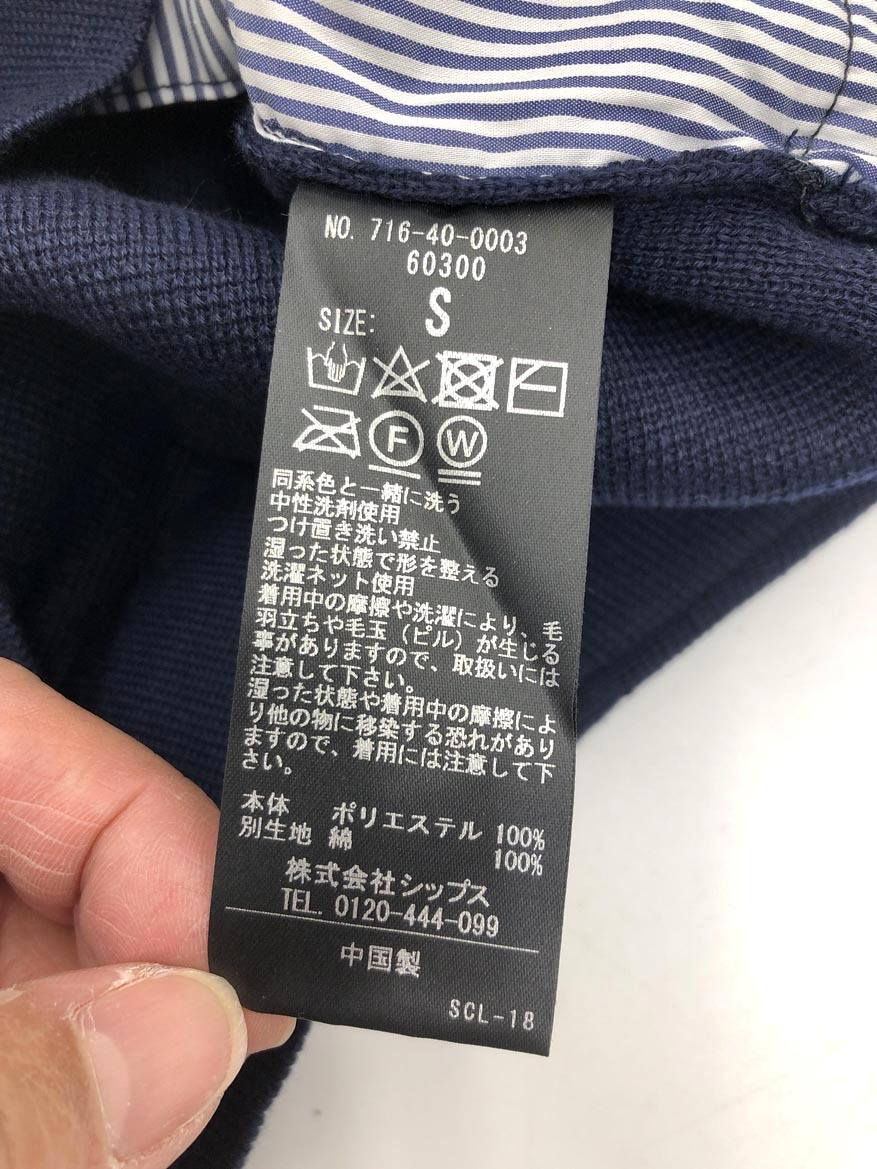 NO. 716-40-0003
60300
SIZE: S
F W
同系色と一緒に洗う
中性洗剤使用
つけ置き洗い禁止
湿った状態で形を整える
洗濯ネット使用
着用中の摩擦や洗濯により、毛
羽立ちや毛玉（ピル）が生じる
事がありますので、取扱いには
注意して下さい。
湿った状態や着用中の摩擦によ
り他の物に移染する恐れがあり
ますので、着用には注意して下
さい。
本体 ポリエステル 100%
別生地 綿 100%
株式会社シップス
TEL. 0120-444-099
中国製
SCL-18